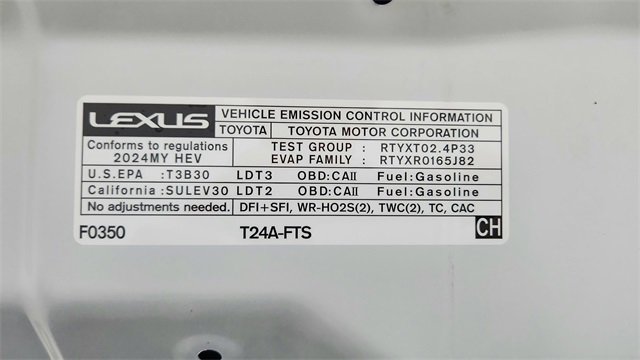 LEXUS VEHICLE EMISSION CONTROL INFORMATION
TOYOTA TOYOTA MOTOR CORPORATION
Conforms to regulations TEST GROUP : RTYXT02.4P33
2024MY HEV EVAP FAMILY : RTYXR0165J82
U.S.EPA :T3B30 LDT3 OBD:CAII Fuel:Gasoline
California :SULEV30 LDT2 OBD:CAII Fuel:Gasoline
No adjustments needed. DFI+SFI, WR-HO2S(2), TWC(2), TC, CAC
F0350 T24A-FTS CH